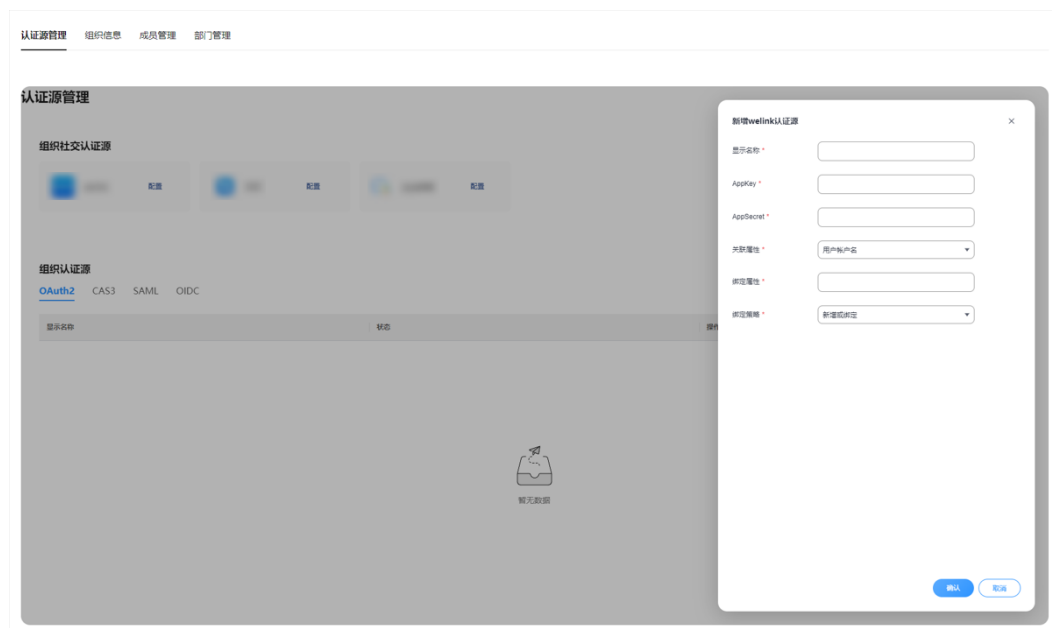 认证源管理 组织信息 成员管理 部门管理
认证源管理
组织社交认证源
配置 配置 配置
组织认证源
OAuth2 CAS3 SAML OIDC
显示名称 状态 操作
暂无数据
新增welink认证源 ×
显示名称 *
AppKey *
AppSecret *
关联属性 * 用户帐户名
绑定属性 *
绑定策略 * 新增或绑定
确认 取消